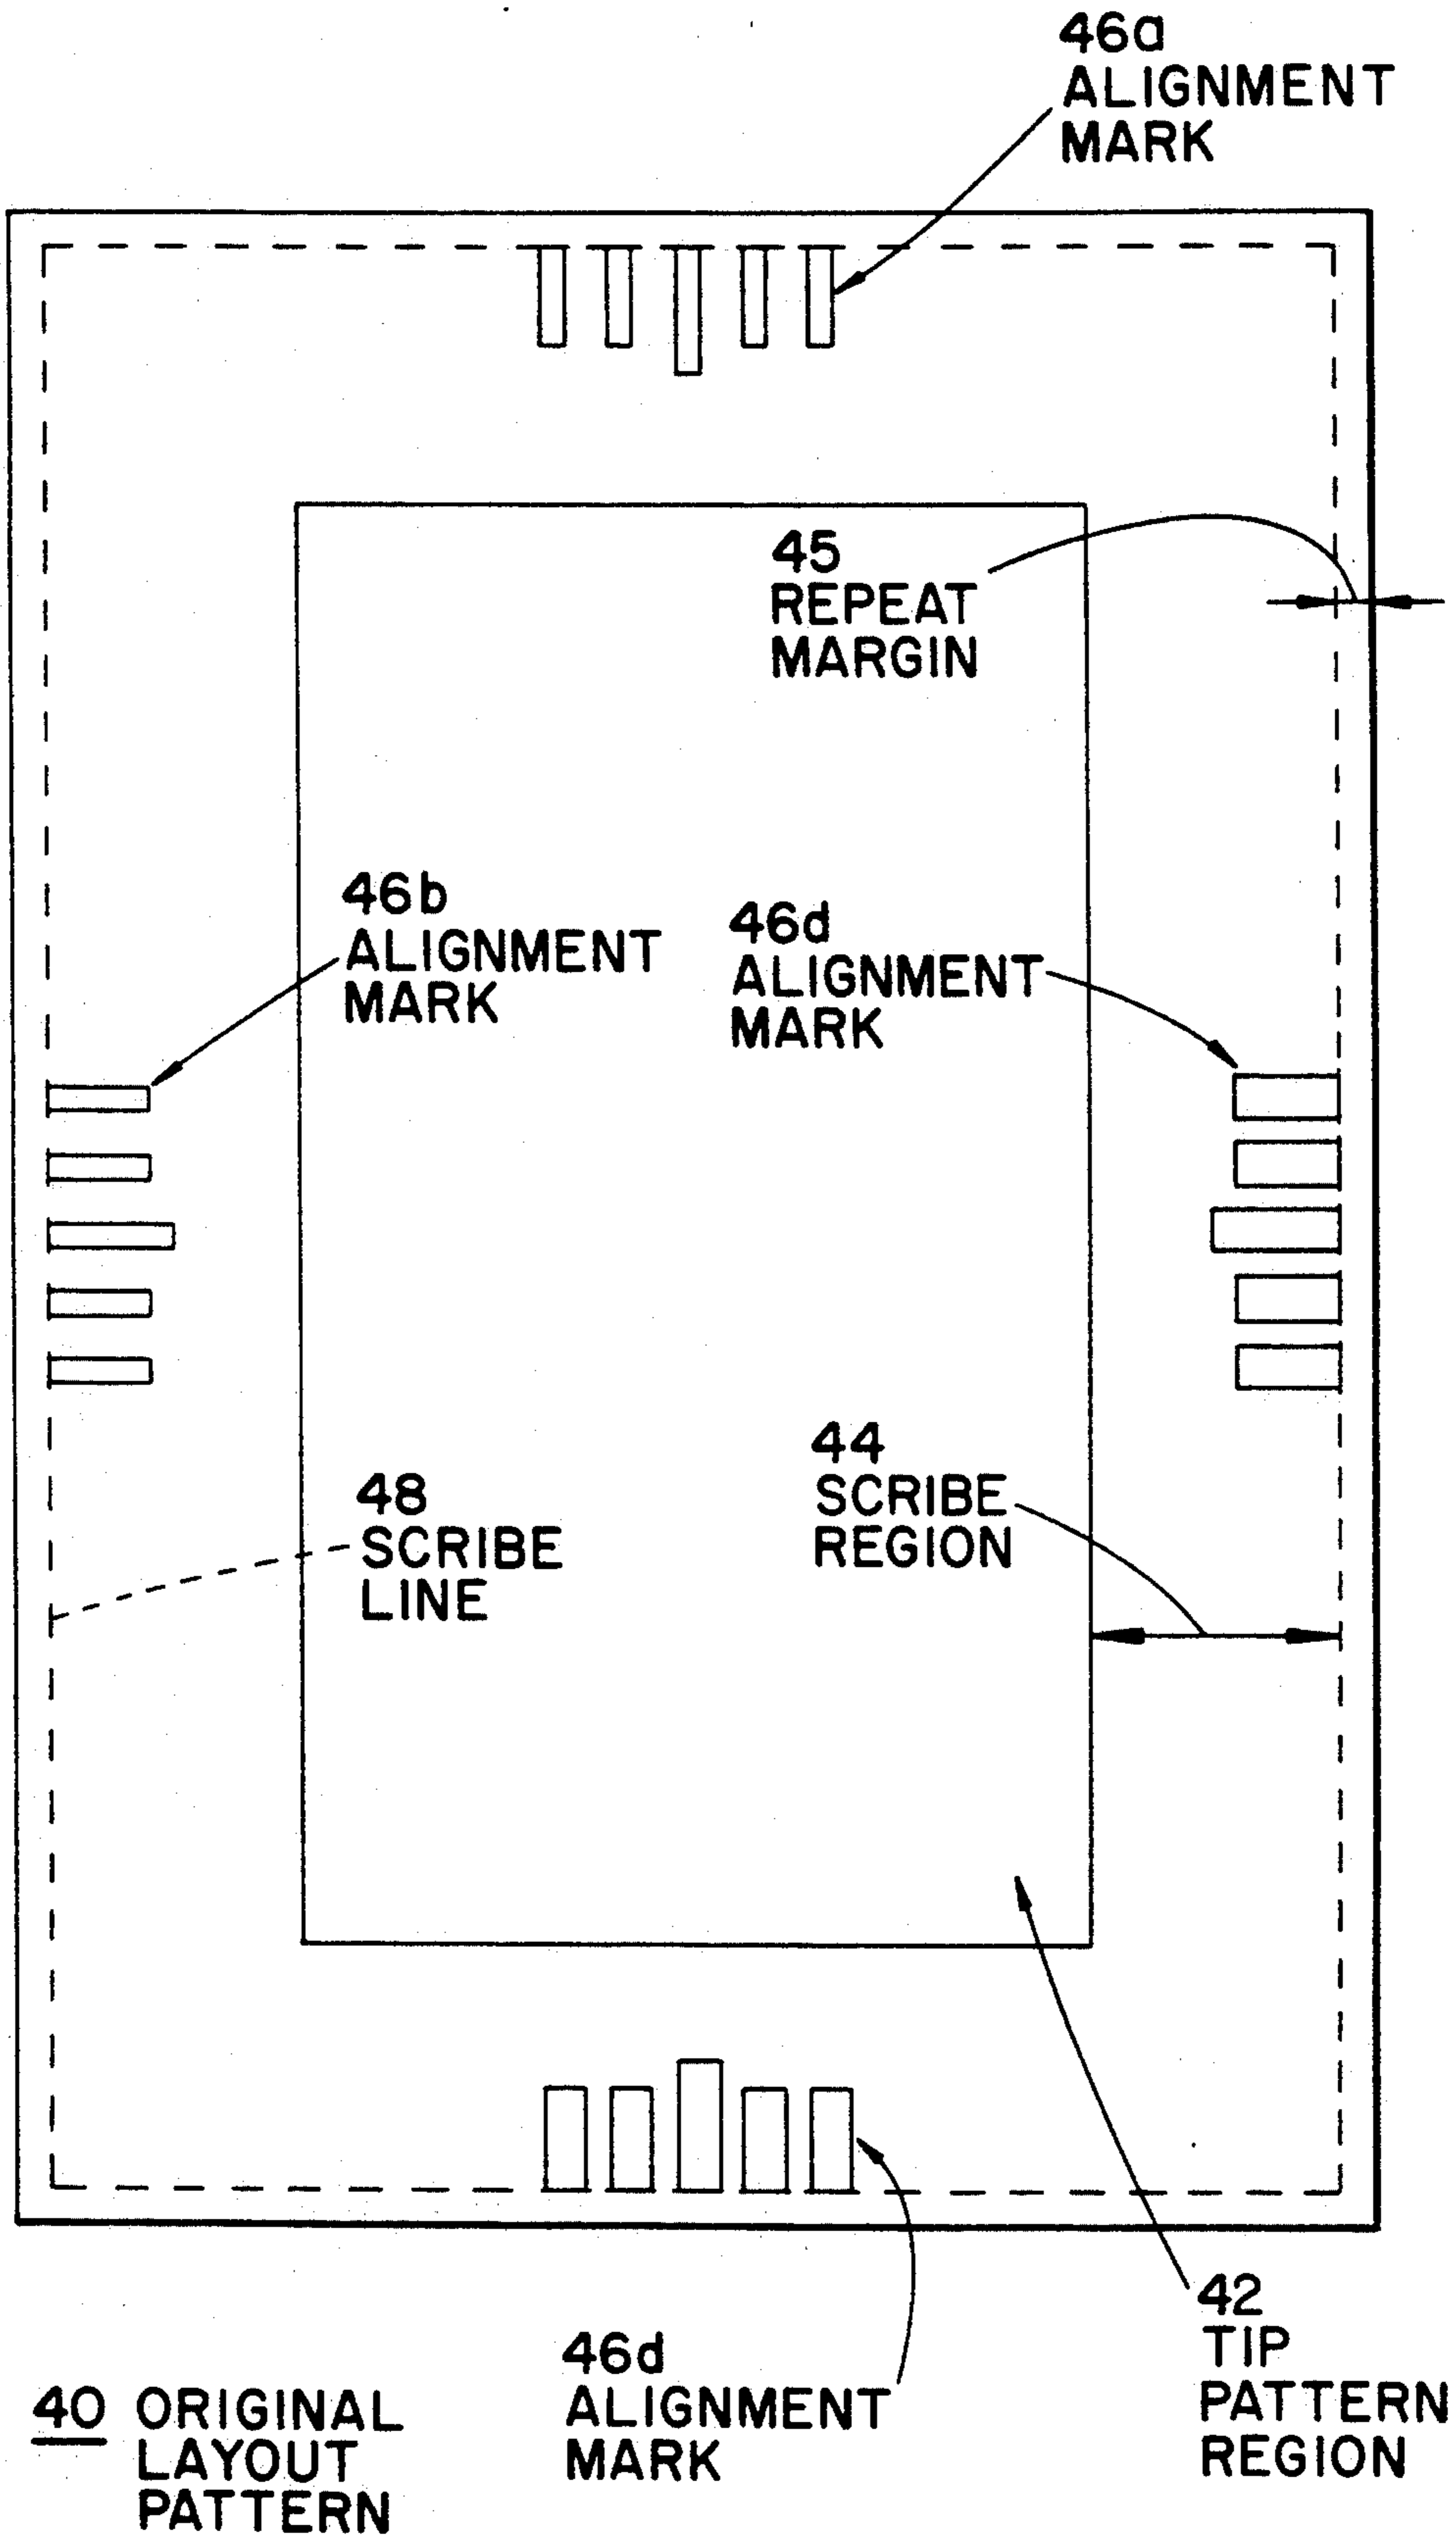 46a
ALIGNMENT
MARK
45
REPEAT
MARGIN
46b
ALIGNMENT
MARK
46d
ALIGNMENT
MARK
44
SCRIBE
REGION
48
SCRIBE
LINE
42
TIP
PATTERN
REGION
46d
ALIGNMENT
MARK
40 ORIGINAL
LAYOUT
PATTERN